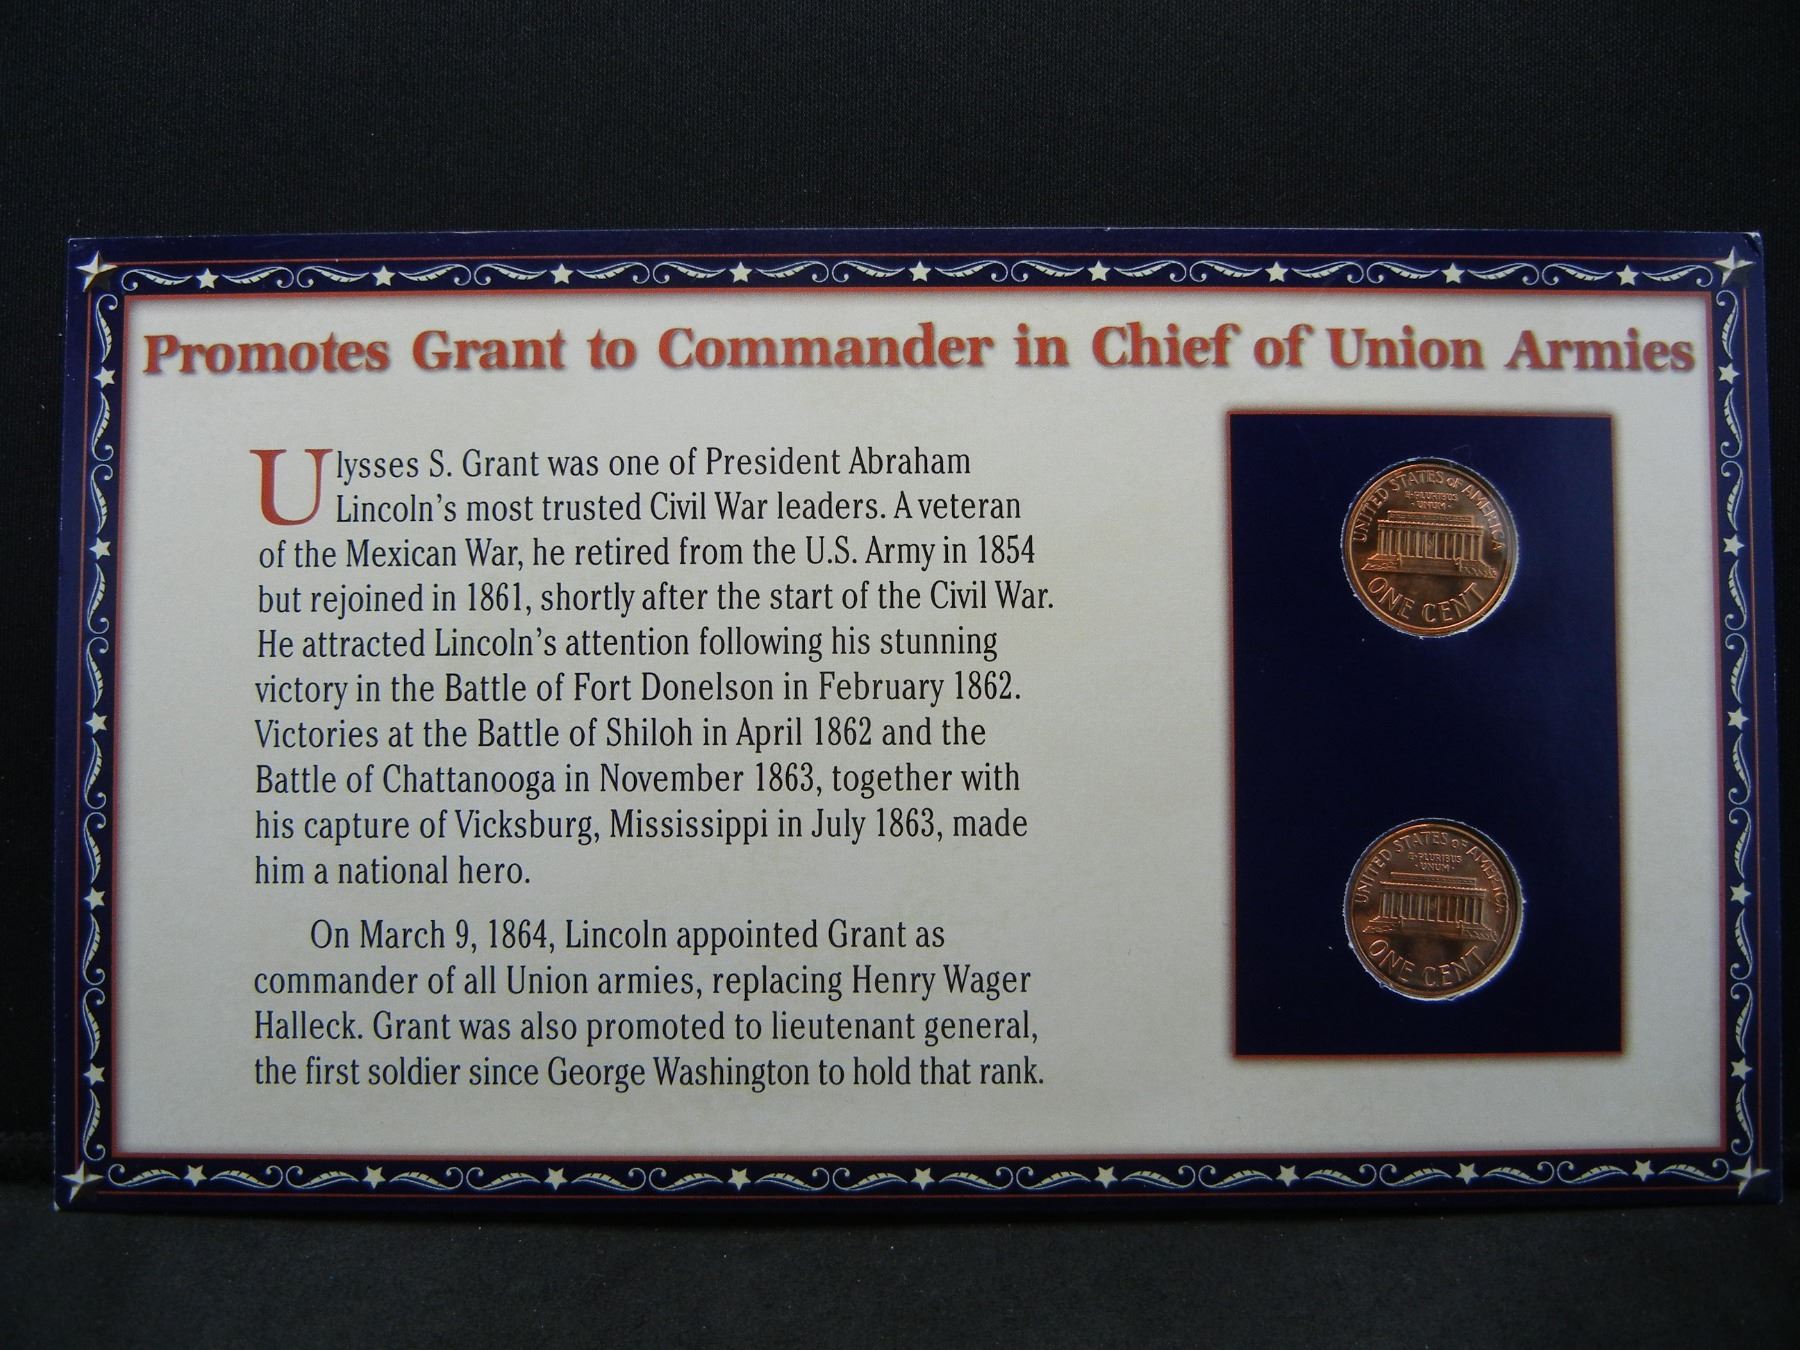 Promotes Grant to Commander in Chief of Union Armies
Ulysses S. Grant was one of President Abraham
Lincoln's most trusted Civil War leaders. A veteran
of the Mexican War, he retired from the U.S. Army in 1854
but rejoined in 1861, shortly after the start of the Civil War.
He attracted Lincoln's attention following his stunning
victory in the Battle of Fort Donelson in February 1862.
Victories at the Battle of Shiloh in April 1862 and the
Battle of Chattanooga in November 1863, together with
his capture of Vicksburg, Mississippi in July 1863, made
him a national hero.
On March 9, 1864, Lincoln appointed Grant as
commander of all Union armies, replacing Henry Wager
Halleck. Grant was also promoted to lieutenant general,
the first soldier since George Washington to hold that rank.
UNITED STATES OF AMERICA
E·PLURIBUS
·UNUM·
ONE CENT
UNITED STATES OF AMERICA
E·PLURIBUS
·UNUM·
ONE CENT